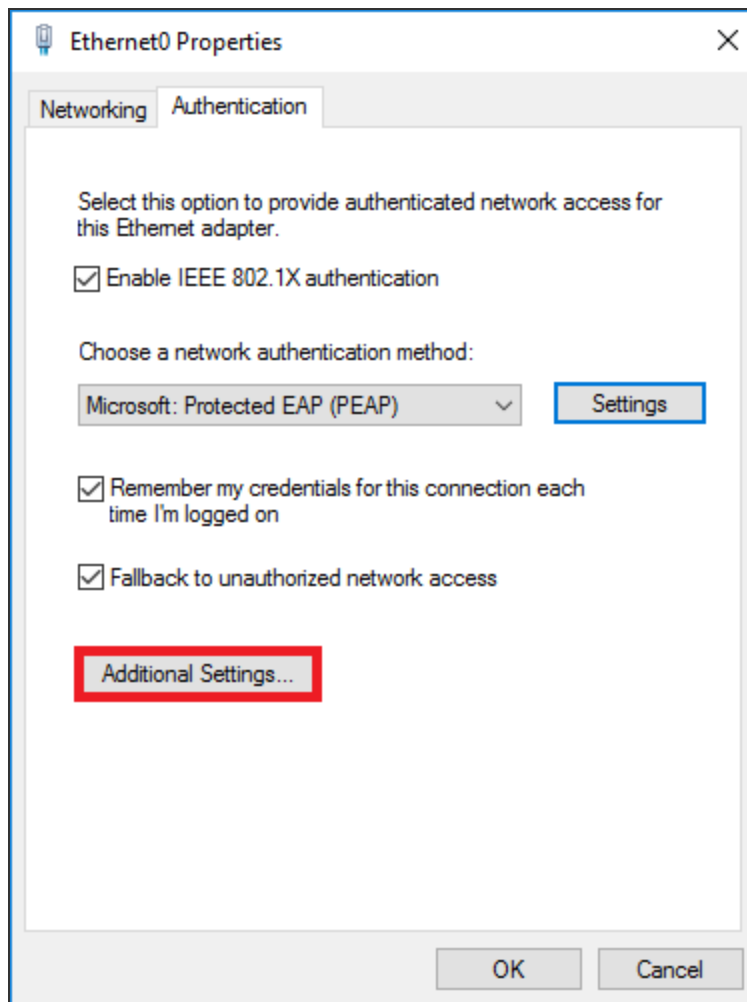 Ethernet0 Properties
Networking
Authentication
Select this option to provide authenticated network access for
this Ethernet adapter.
Enable IEEE 802.1X authentication
Choose a network authentication method:
Microsoft: Protected EAP (PEAP)
Settings
Remember my credentials for this connection each
time I'm logged on
Fallback to unauthorized network access
Additional Settings...
OK
Cancel